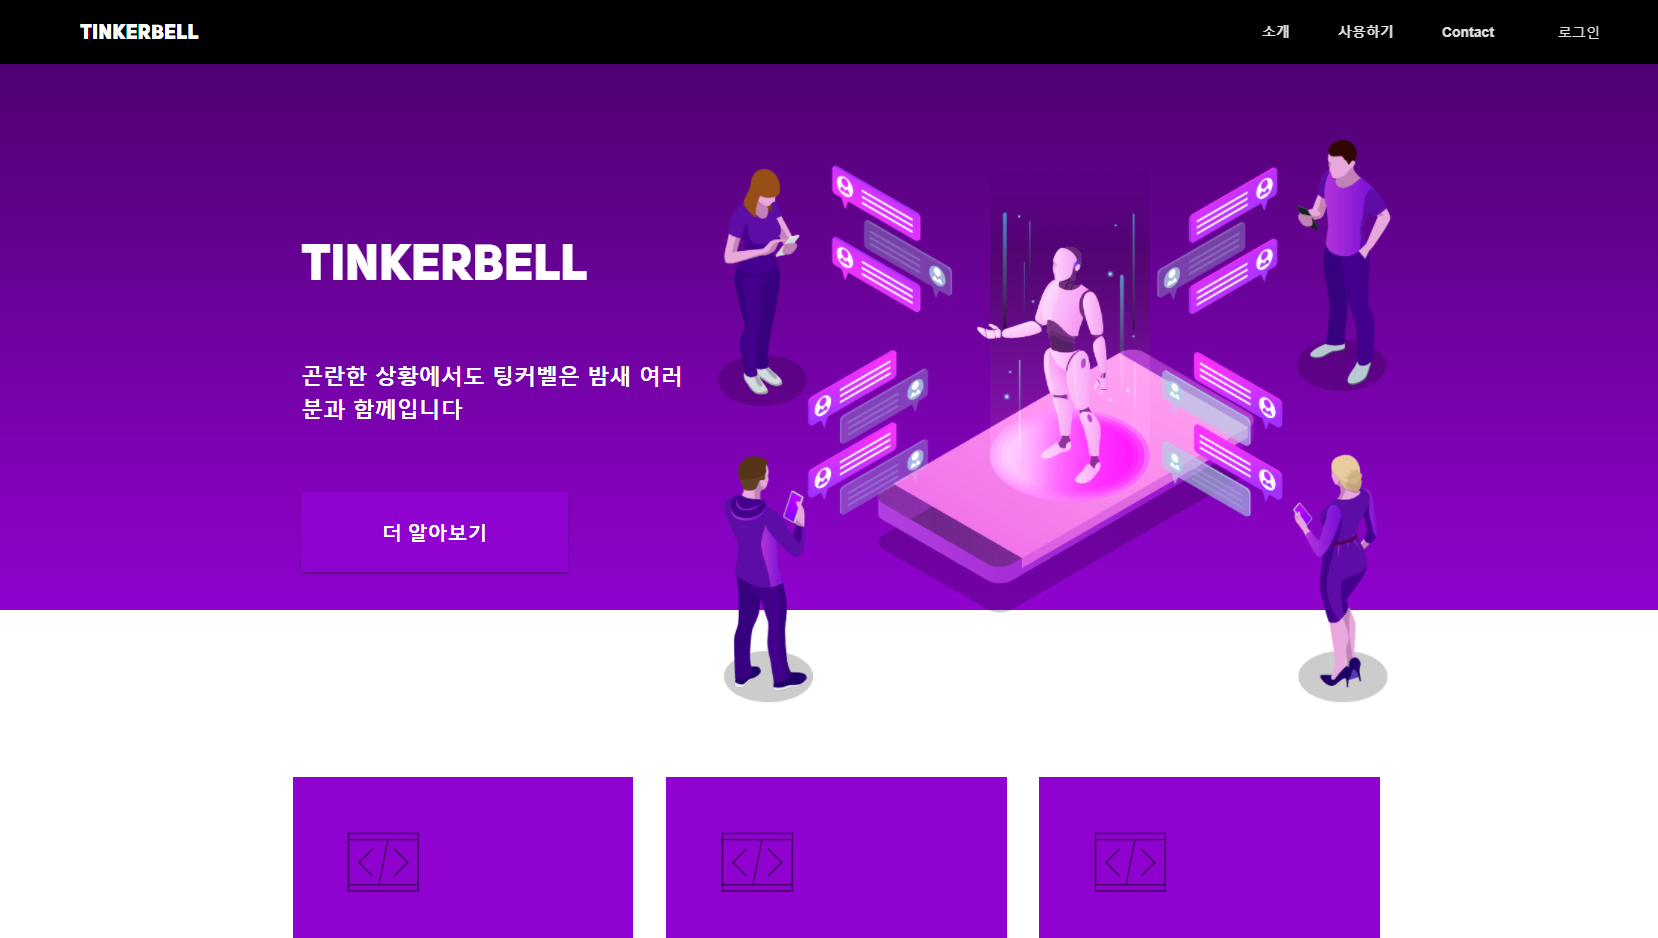 TINKERBELL
소개
사용하기
Contact
로그인
TINKERBELL
곤란한 상황에서도 팅커벨은 밤새 여러
분과 함께입니다
더 알아보기